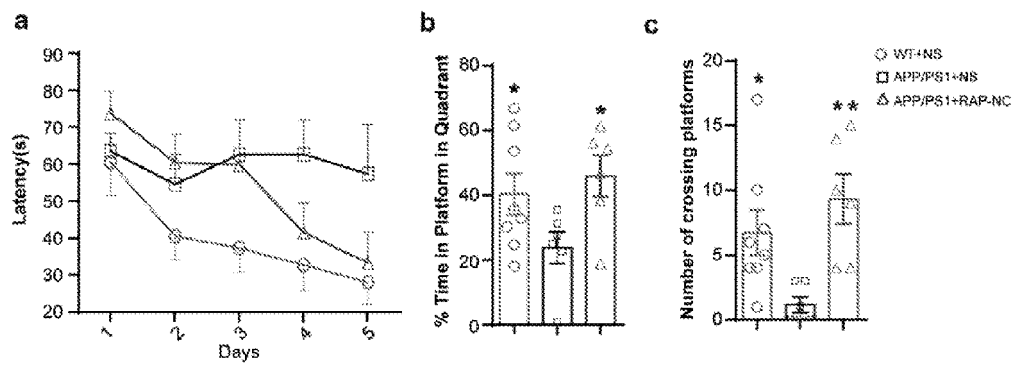 a
90
80
70
60
50
40
30
20
Latency(s)
1 2 3 4 5
Days
b
80
60
40
20
0
% Time in Platform in Quadrant
*
*
c
20
15
10
5
0
Number of crossing platforms
*
**
WT+NS
APP/PS1+NS
APP/PS1+RAP-NC